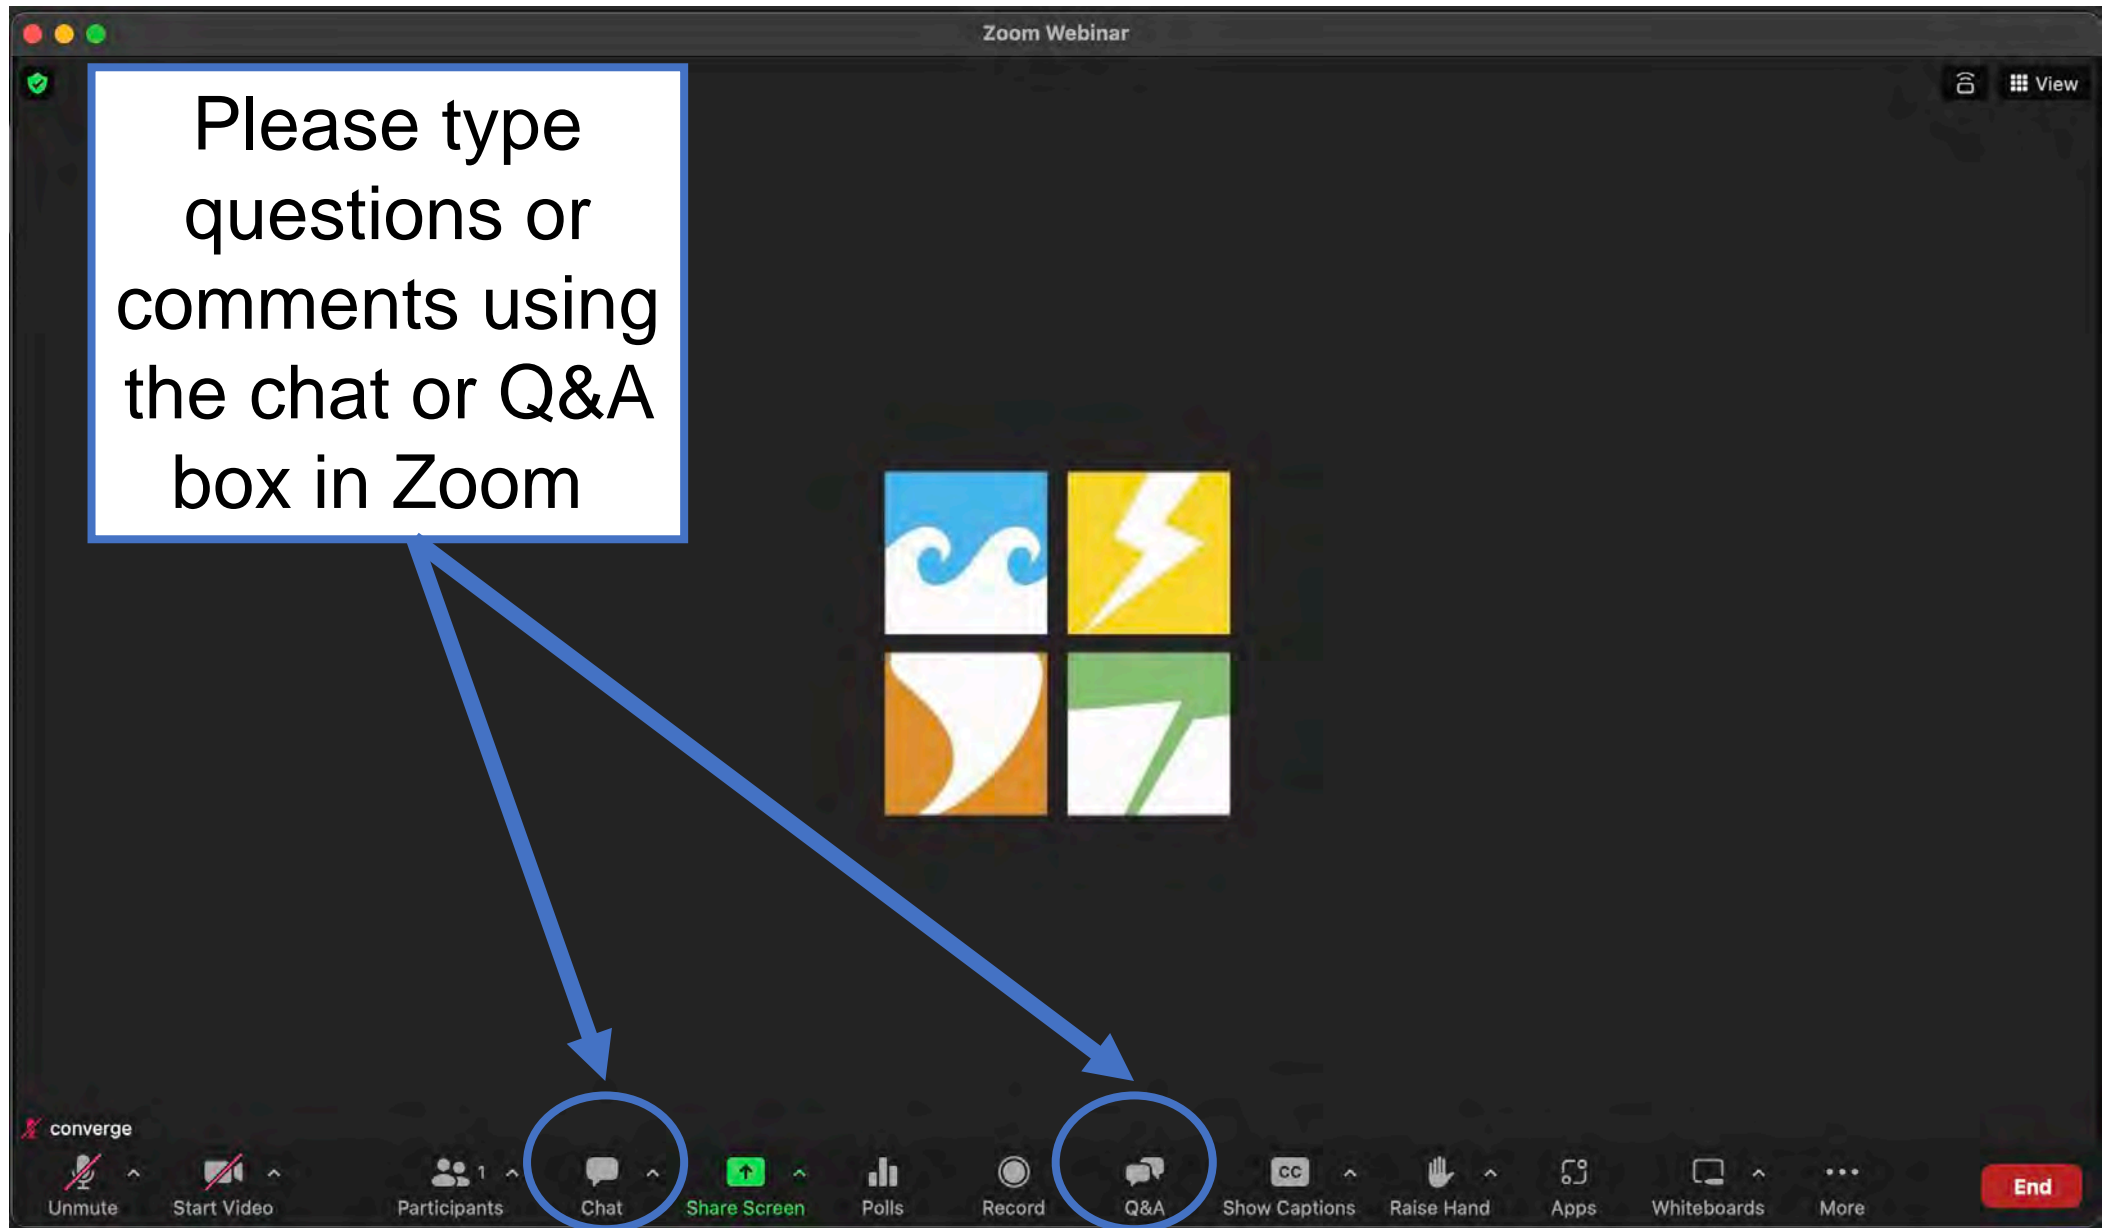 Zoom Webinar
View
Please type
questions or
comments using
the chat or Q&A
box in Zoom
converge
Unmute
Start Video
1
Participants
Chat
Share Screen
Polls
Record
Q&A
CC
Show Captions
Raise Hand
Apps
Whiteboards
More
End